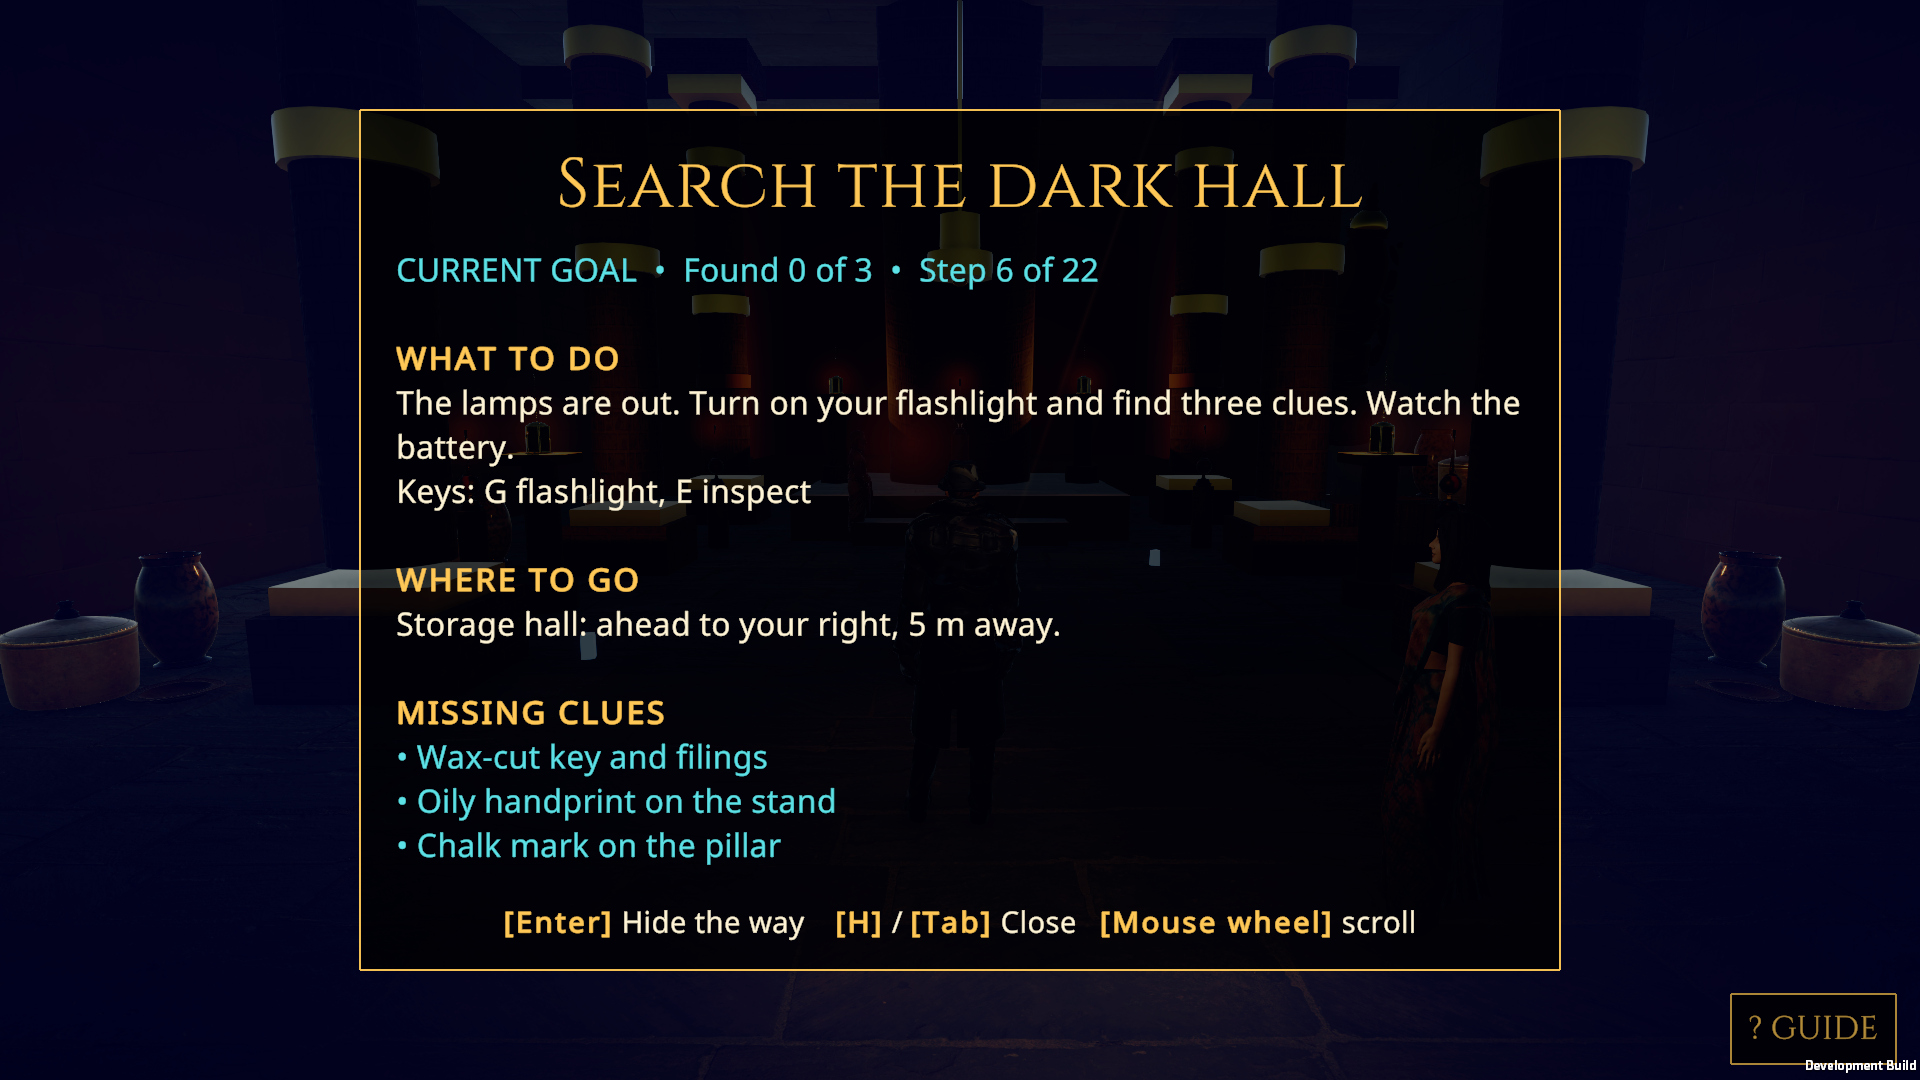 SEARCH THE DARK HALL
CURRENT GOAL • Found 0 of 3 • Step 6 of 22
WHAT TO DO
The lamps are out. Turn on your flashlight and find three clues. Watch the
battery.
Keys: G flashlight, E inspect
WHERE TO GO
Storage hall: ahead to your right, 5 m away.
MISSING CLUES
• Wax-cut key and filings
• Oily handprint on the stand
• Chalk mark on the pillar
[Enter] Hide the way [H] / [Tab] Close [Mouse wheel] scroll
? GUIDE
Development Build